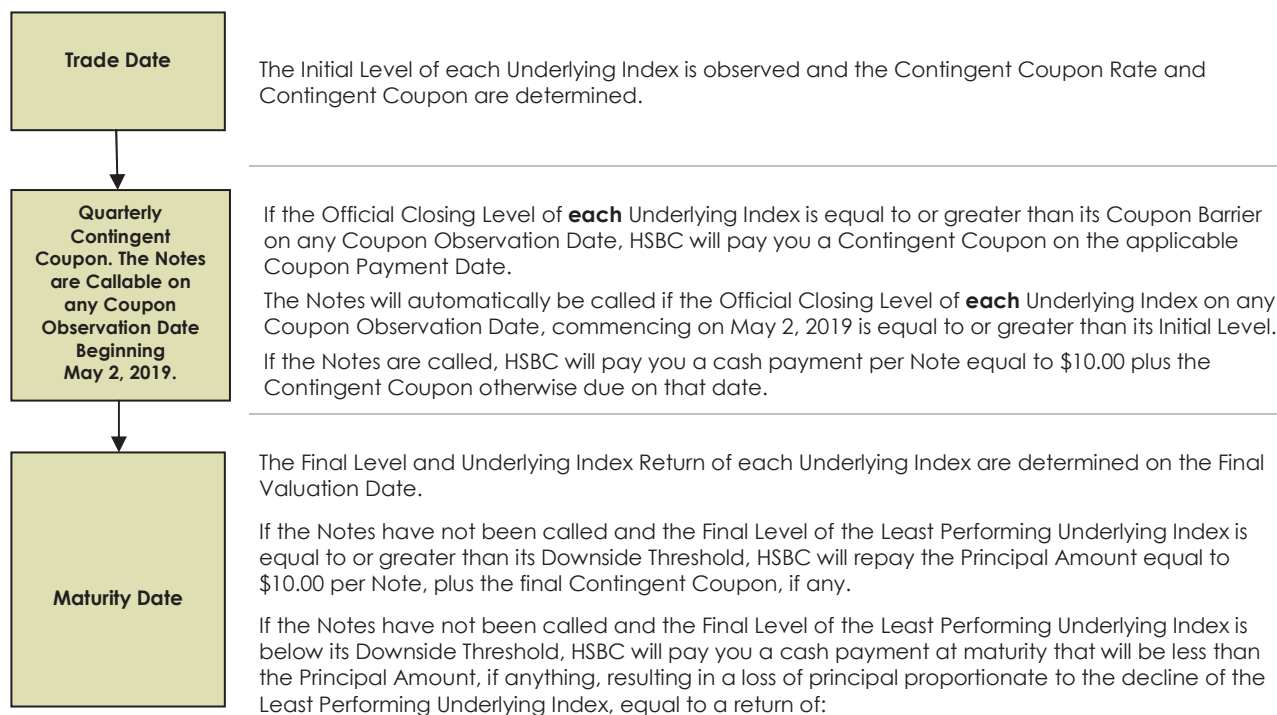 Trade Date
The Initial Level of each Underlying Index is observed and the Contingent Coupon Rate and
Contingent Coupon are determined.
Quarterly
Contingent
Coupon. The Notes
are Callable on
any Coupon
Observation Date
Beginning
May 2, 2019.
If the Official Closing Level of each Underlying Index is equal to or greater than its Coupon Barrier
on any Coupon Observation Date, HSBC will pay you a Contingent Coupon on the applicable
Coupon Payment Date.
The Notes will automatically be called if the Official Closing Level of each Underlying Index on any
Coupon Observation Date, commencing on May 2, 2019 is equal to or greater than its Initial Level.
If the Notes are called, HSBC will pay you a cash payment per Note equal to $10.00 plus the
Contingent Coupon otherwise due on that date.
Maturity Date
The Final Level and Underlying Index Return of each Underlying Index are determined on the Final
Valuation Date.
If the Notes have not been called and the Final Level of the Least Performing Underlying Index is
equal to or greater than its Downside Threshold, HSBC will repay the Principal Amount equal to
$10.00 per Note, plus the final Contingent Coupon, if any.
If the Notes have not been called and the Final Level of the Least Performing Underlying Index is
below its Downside Threshold, HSBC will pay you a cash payment at maturity that will be less than
the Principal Amount, if anything, resulting in a loss of principal proportionate to the decline of the
Least Performing Underlying Index, equal to a return of: